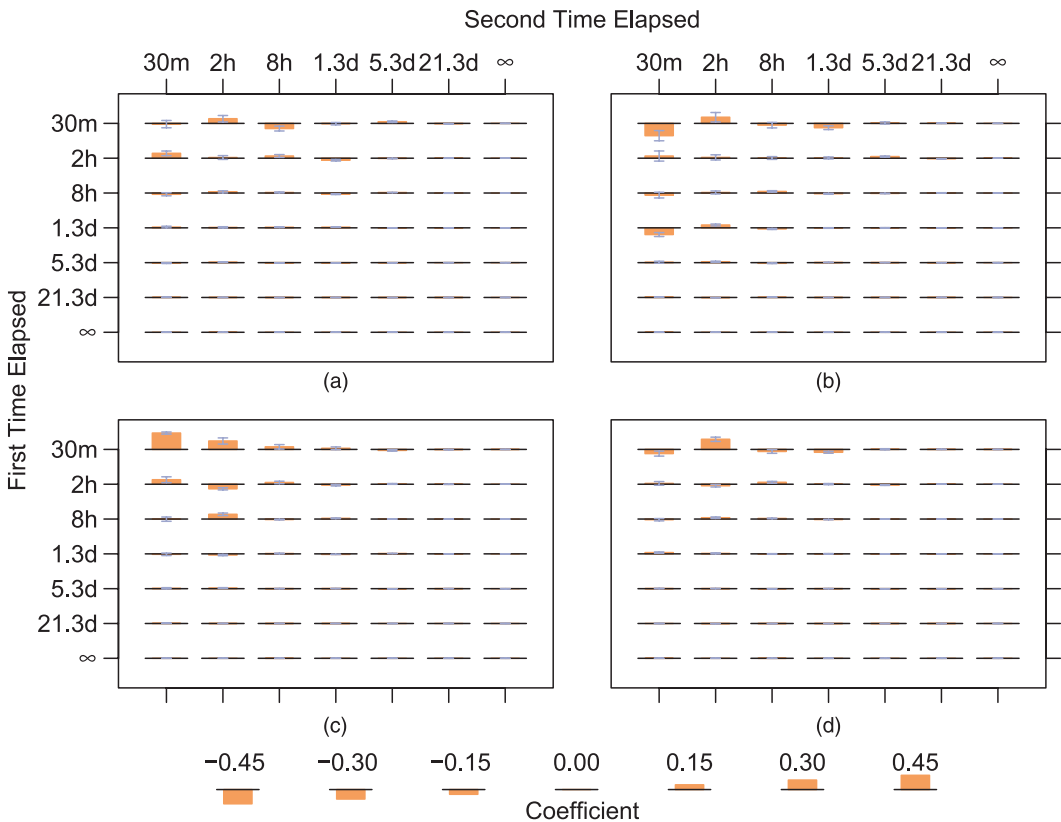 Second Time Elapsed
30m 2h 8h 1.3d 5.3d 21.3d ∞
30m 2h 8h 1.3d 5.3d 21.3d ∞
First Time Elapsed
30m
2h
8h
1.3d
5.3d
21.3d
∞
(a)
(b)
30m
2h
8h
1.3d
5.3d
21.3d
∞
(c)
(d)
−0.45 −0.30 −0.15 0.00 0.15 0.30 0.45
Coefficient